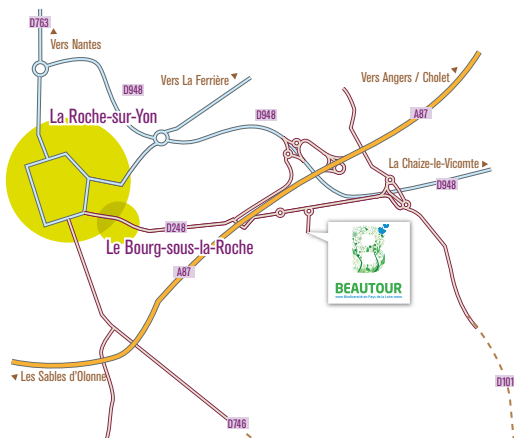 D763
Vers Nantes
D948
Vers La Ferrière
Vers Angers / Cholet
La Roche-sur-Yon
D948
A87
La Chaize-le-Vicomte
D948
D248
Le Bourg-sous-la-Roche
A87
BEAUTOUR
Les Sables d'Olonne
D101
D746